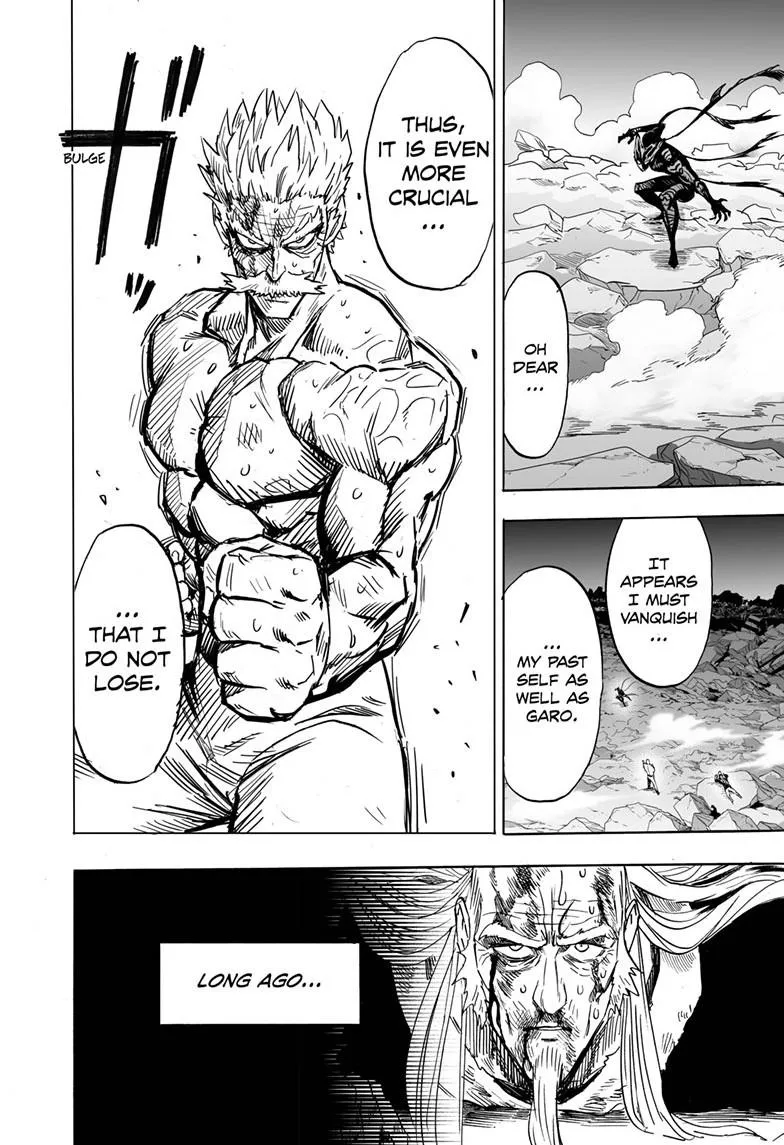 OH
DEAR
...
IT
APPEARS
I MUST
VANQUISH
...
...
MY PAST
SELF AS
WELL AS
GARO.
THUS,
IT IS EVEN
MORE
CRUCIAL
...
ガ
BULGE
...
THAT I
DO NOT
LOSE.
LONG AGO...